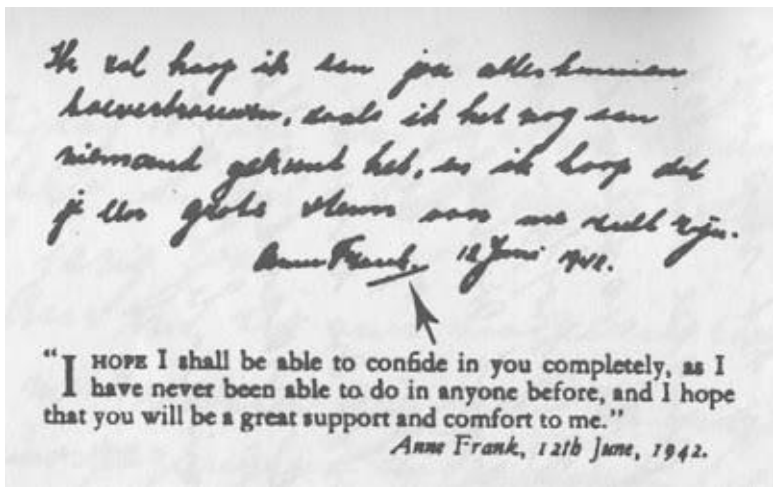 Ik zal hoop ik aan jou alles kunnen
toevertrouwen, zoals ik het nog aan
niemand gekunt heb, en ik hoop dat
je een grote steun voor me zult zijn.
Anne Frank. 12 Juni 1942.
“I HOPE I shall be able to confide in you completely, as I
have never been able to do in anyone before, and I hope
that you will be a great support and comfort to me.”
Anne Frank, 12th June, 1942.